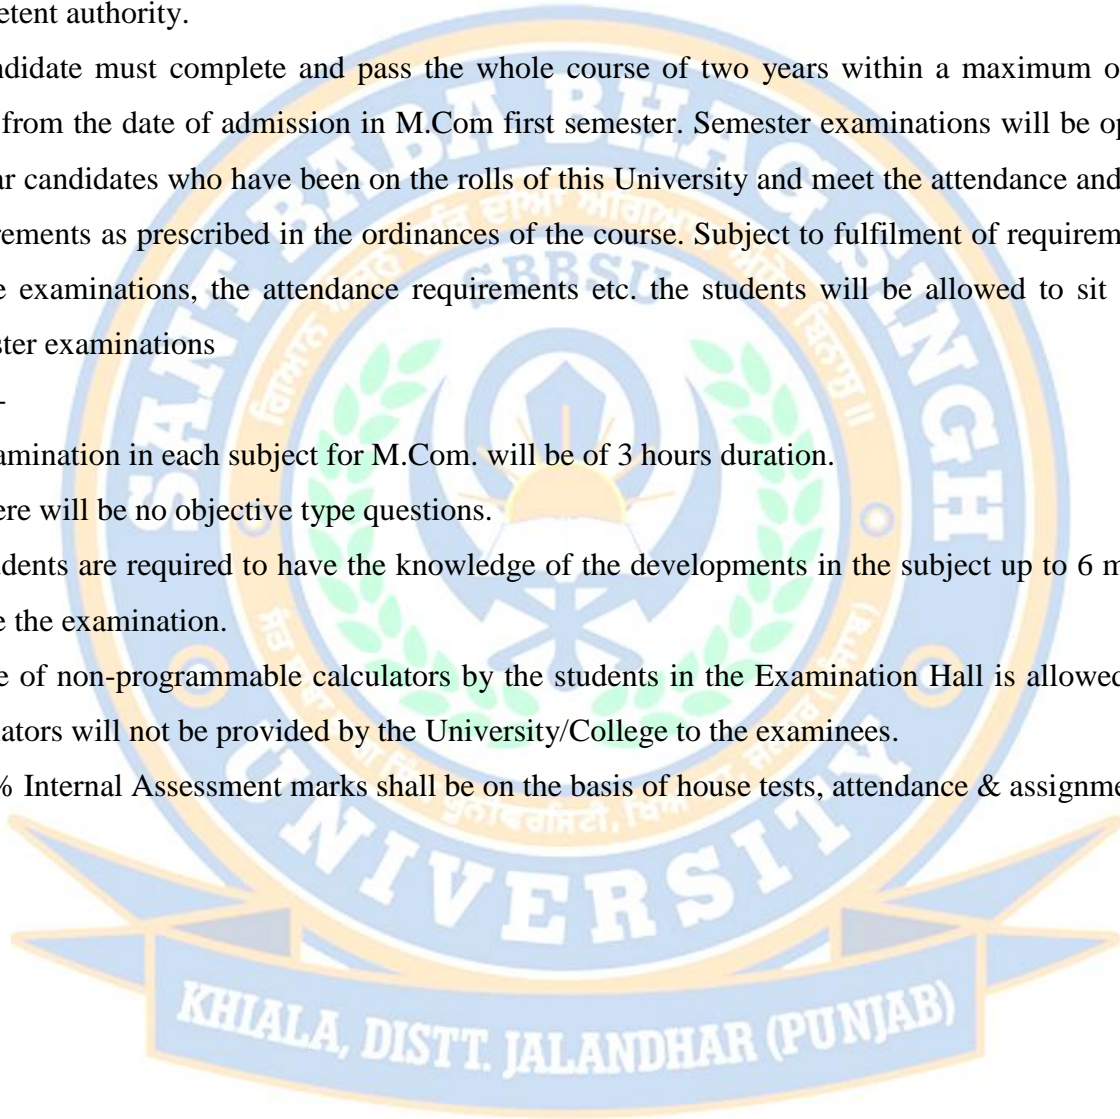 etent authority.
ndidate must complete and pass the whole course of two years within a maximum o
from the date of admission in M.Com first semester. Semester examinations will be op
ar candidates who have been on the rolls of this University and meet the attendance and
rements as prescribed in the ordinances of the course. Subject to fulfilment of requirem
e examinations, the attendance requirements etc. the students will be allowed to sit
ster examinations
-
amination in each subject for M.Com. will be of 3 hours duration.
ere will be no objective type questions.
dents are required to have the knowledge of the developments in the subject up to 6 m
e the examination.
e of non-programmable calculators by the students in the Examination Hall is allowed
lators will not be provided by the University/College to the examinees.
% Internal Assessment marks shall be on the basis of house tests, attendance & assignme
SANT BABA BHAG SINGH
SBBSU
UNIVERSITY
KHIALA, DISTT. JALANDHAR (PUNJAB)